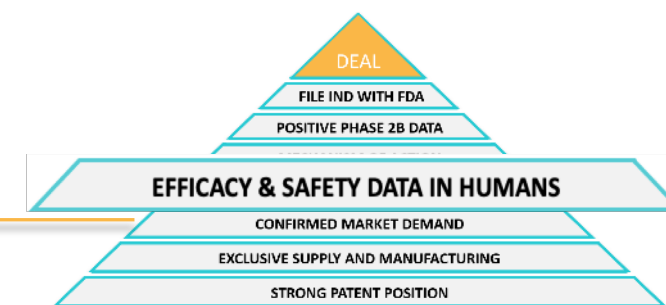 DEAL
FILE IND WITH FDA
POSITIVE PHASE 2B DATA
EFFICACY & SAFETY DATA IN HUMANS
CONFIRMED MARKET DEMAND
EXCLUSIVE SUPPLY AND MANUFACTURING
STRONG PATENT POSITION